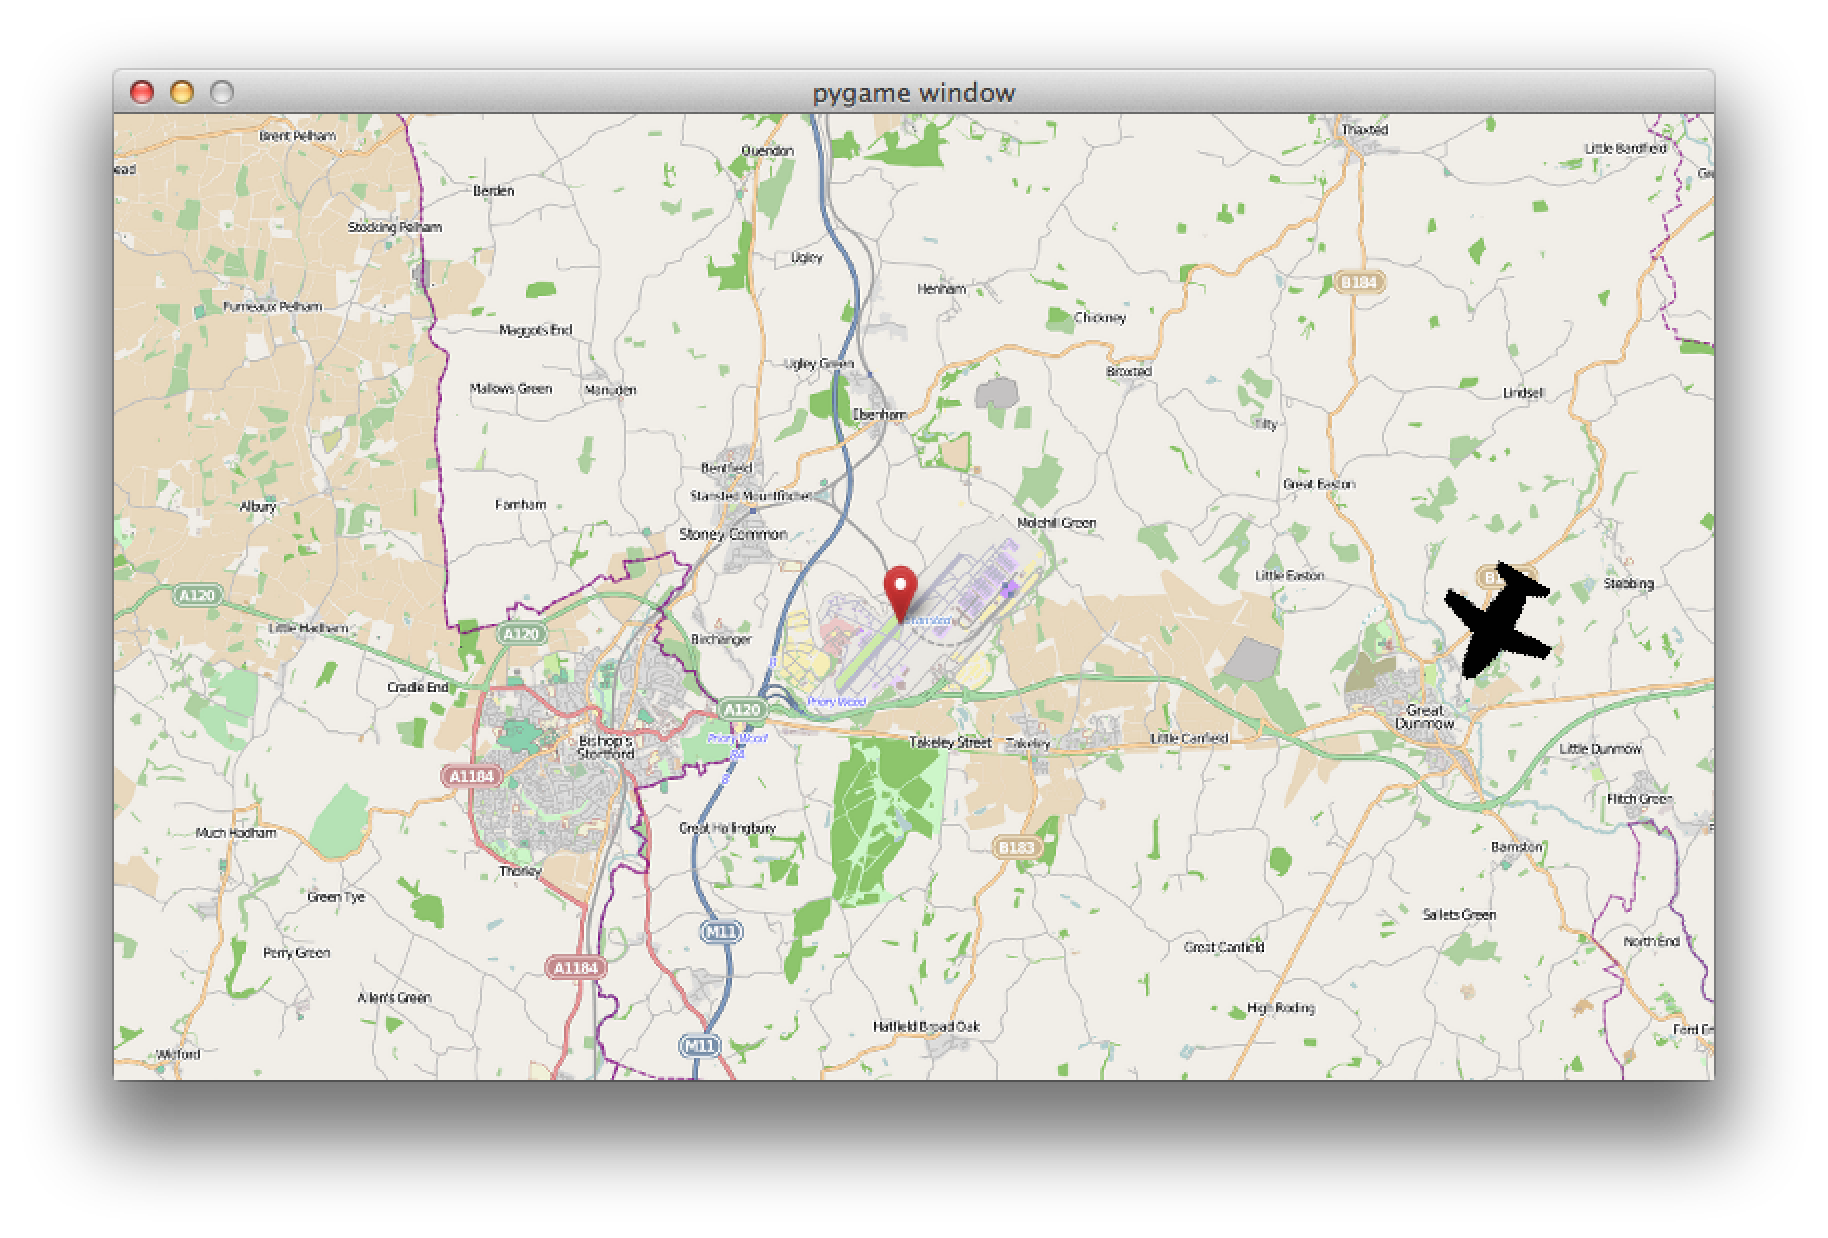 pygame window
Brent Pelham
Thaxted
Quendon
Little Bardfield
ead
Berden
Stocking Pelham
Ugley
B184
Henham
Furneaux Pelham
Chickney
Maggots End
Ugley Green
Broxted
Mallows Green
Manuden
Lindsell
Elsenham
Tilty
Bentfield
Great Easton
Stansted Mountfitchet
Farnham
Albury
Molehill Green
Stoney Common
Little Easton
Stebbing
A120
Little Hadham
A120
Birchanger
Cradle End
Priory Wood
A120
Great
Dunmow
Priory Wood
Bishop's
Stortford
Takeley Street
Takeley
Little Canfield
Little Dunmow
A1184
Flitch Green
Great Hallingbury
Much Hadham
B183
Barnston
Thorley
Green Tye
Sallets Green
M11
North End
Great Canfield
Perry Green
A1184
Allen's Green
High Roding
Hatfield Broad Oak
Ford En
M11
Widford